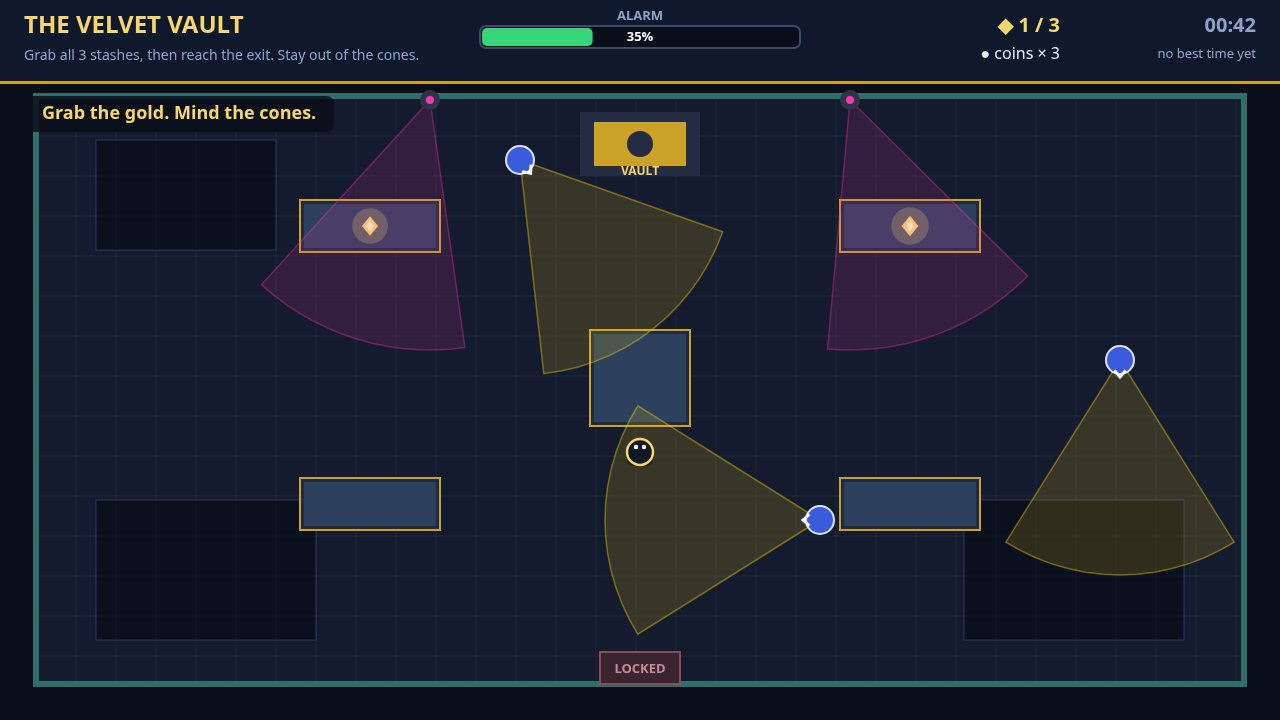 THE VELVET VAULT
Grab all 3 stashes, then reach the exit. Stay out of the cones.
ALARM
35%
◆ 1 / 3
● coins × 3
00:42
no best time yet
Grab the gold. Mind the cones.
VAULT
LOCKED